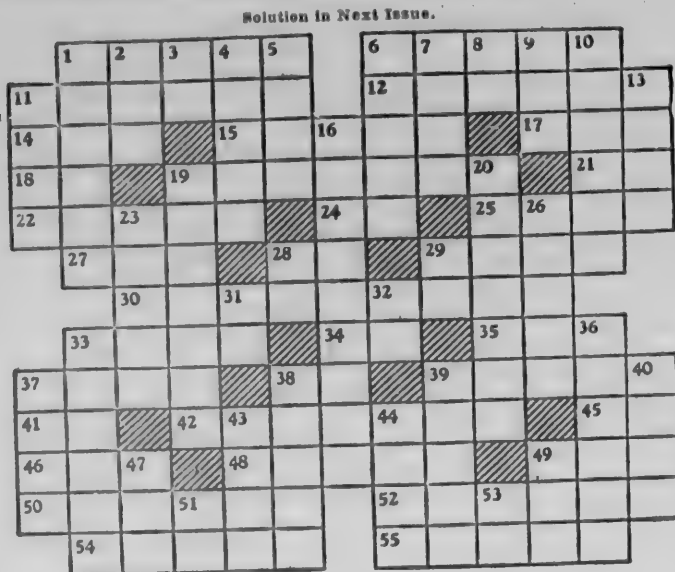 Solution in Next Issue.
1 2 3 4 5 6 7 8 9 10
11 12 13
14 15 16 17
18 19 20 21
22 23 24 25 26
27 28 29
30 31 32
33 34 35 36
37 38 39 40
41 42 43 44 45
46 47 48 49
50 51 52 53
54 55